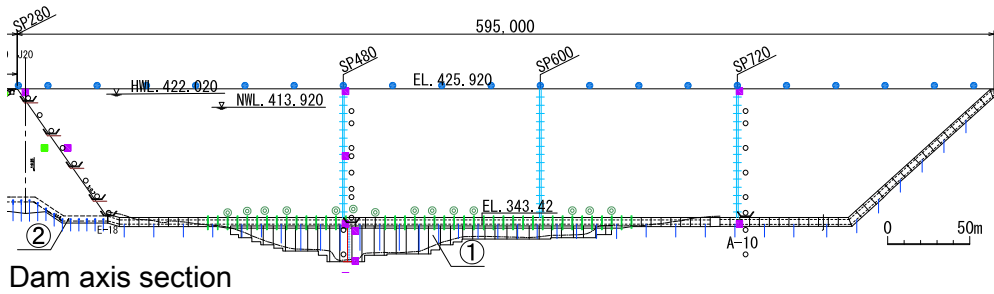 SP280
595,000
J20
SP480
SP600
SP720
HWL. 422.020
EL. 425.920
NWL. 413.920
EL. 343.42
②
E-18
①
A-10
0 50m
Dam axis section